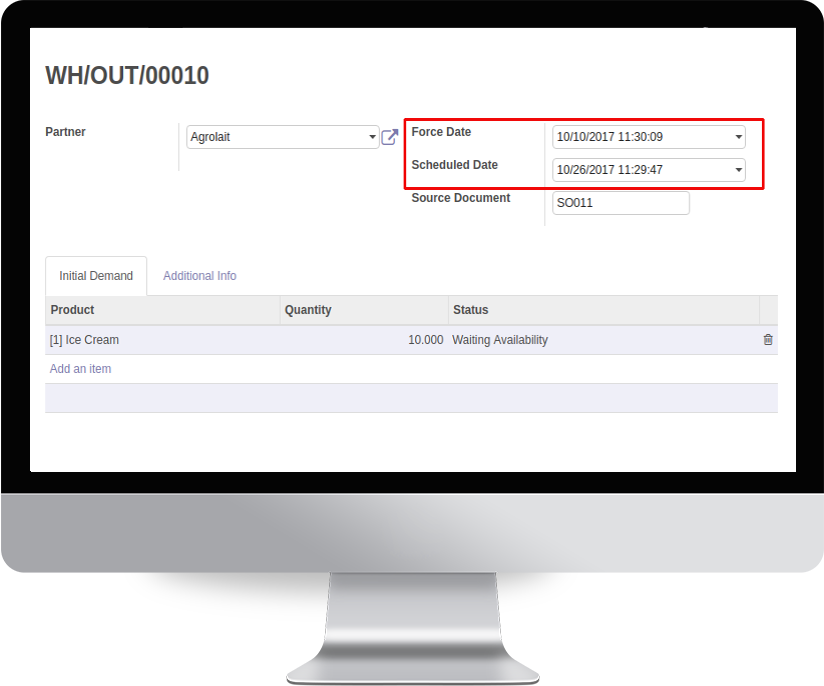 WH/OUT/00010
Partner
Agrolait
Force Date
10/10/2017 11:30:09
Scheduled Date
10/26/2017 11:29:47
Source Document
SO011
Initial Demand
Additional Info
Product Quantity Status
[1] Ice Cream 10.000 Waiting Availability
Add an item